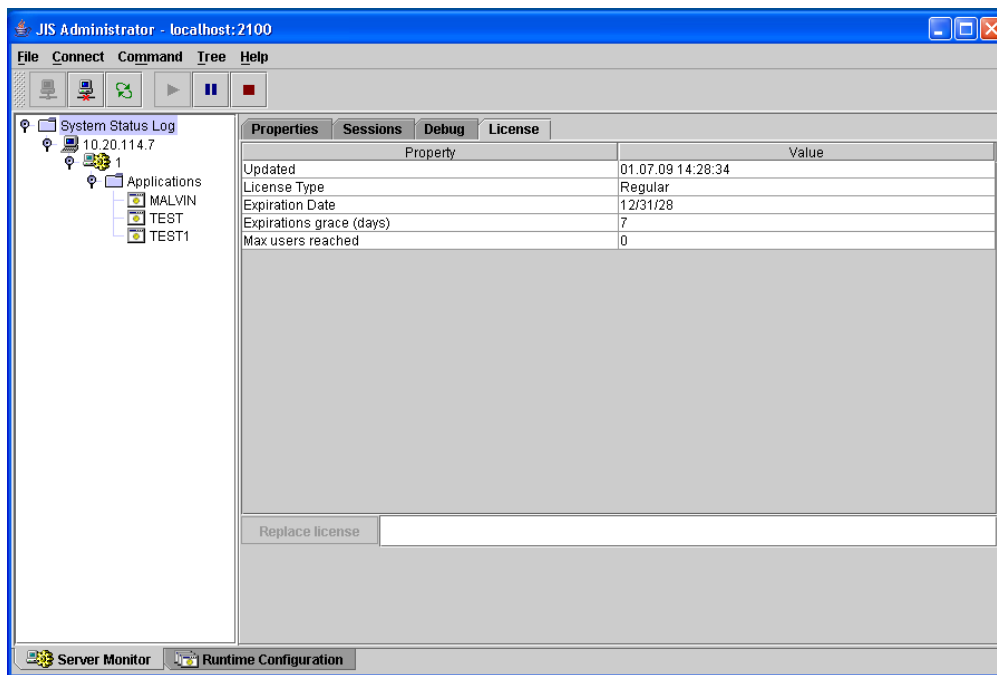 JIS Administrator - localhost:2100
File Connect Command Tree Help
System Status Log
10.20.114.7
1
Applications
MALVIN
TEST
TEST1
Properties Sessions Debug License
Property Value
Updated 01.07.09 14:28:34
License Type Regular
Expiration Date 12/31/28
Expirations grace (days) 7
Max users reached 0
Replace license
Server Monitor Runtime Configuration